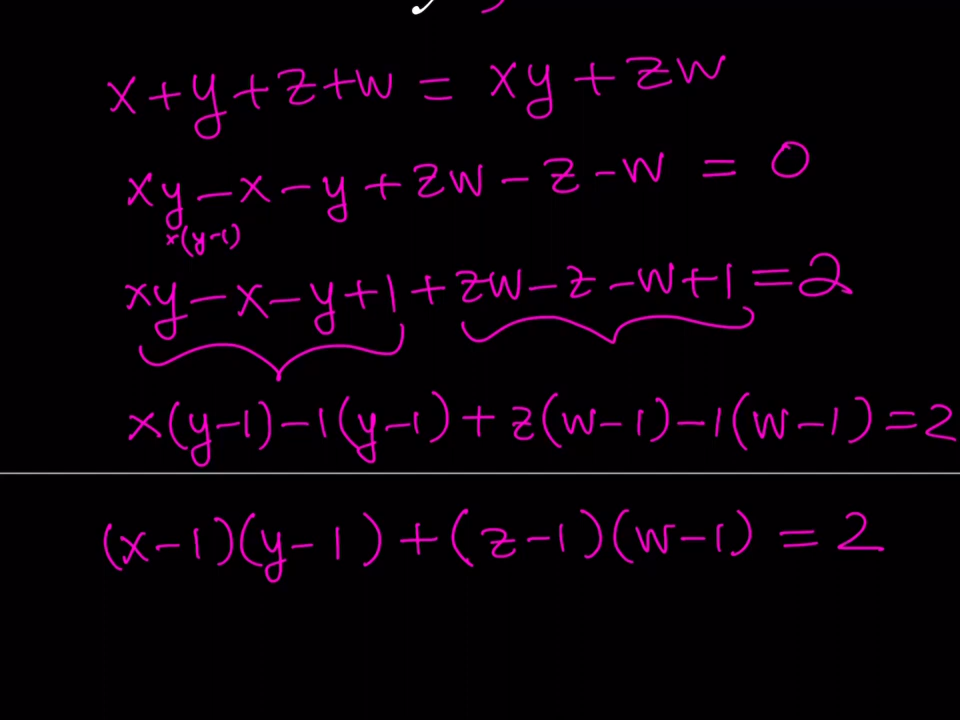 x+y+z+w = xy+zw
xy-x-y+zw-z-w = 0
x(y-1)
xy-x-y+1+zw-z-w+1=2
x(y-1)-1(y-1)+z(w-1)-1(w-1)=2
(x-1)(y-1)+(z-1)(w-1) = 2